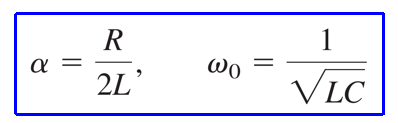 α = R/2L, ω₀ = 1/√LC